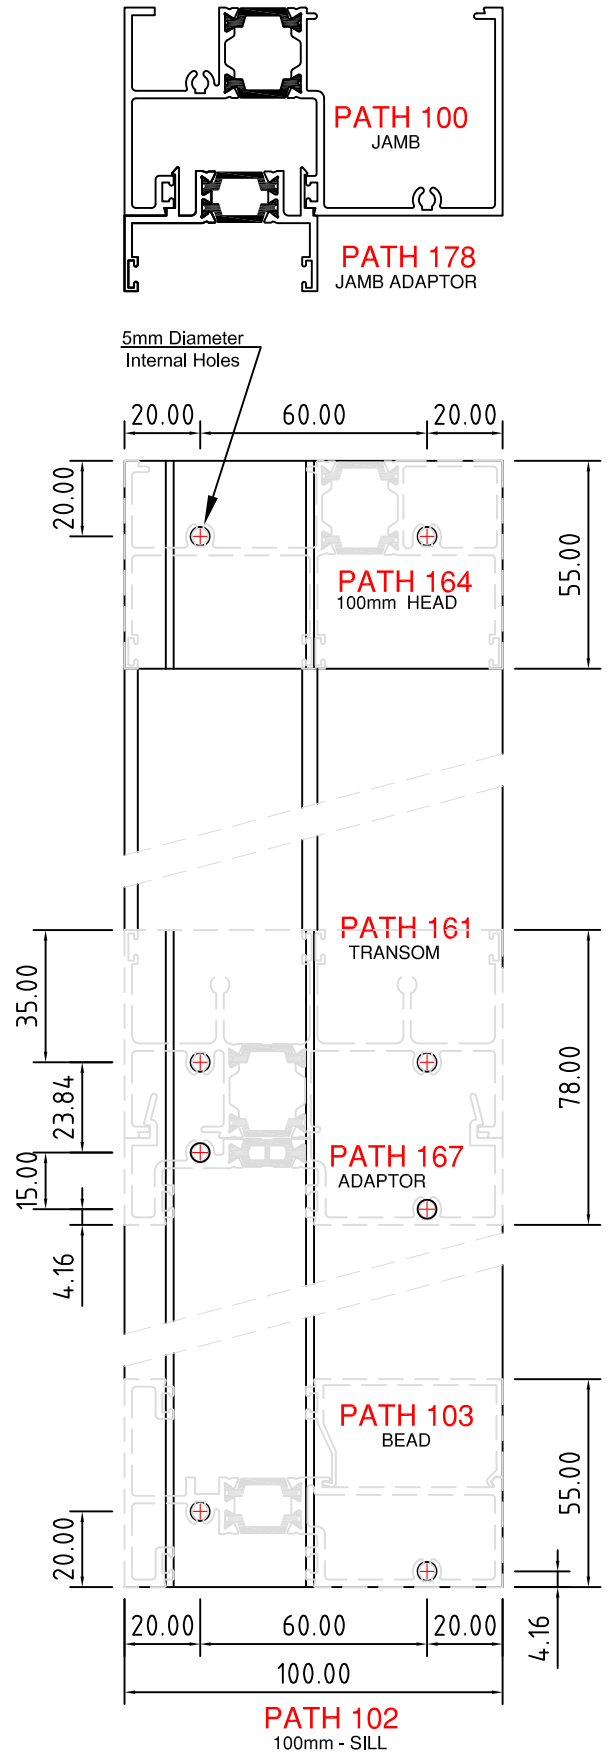 PATH 100
JAMB
PATH 178
JAMB ADAPTOR
5mm Diameter
Internal Holes
20.00
60.00
20.00
20.00
55.00
PATH 164
100mm HEAD
PATH 161
TRANSOM
35.00
23.84
15.00
4.16
78.00
PATH 167
ADAPTOR
PATH 103
BEAD
55.00
20.00
4.16
20.00
60.00
20.00
100.00
PATH 102
100mm - SILL